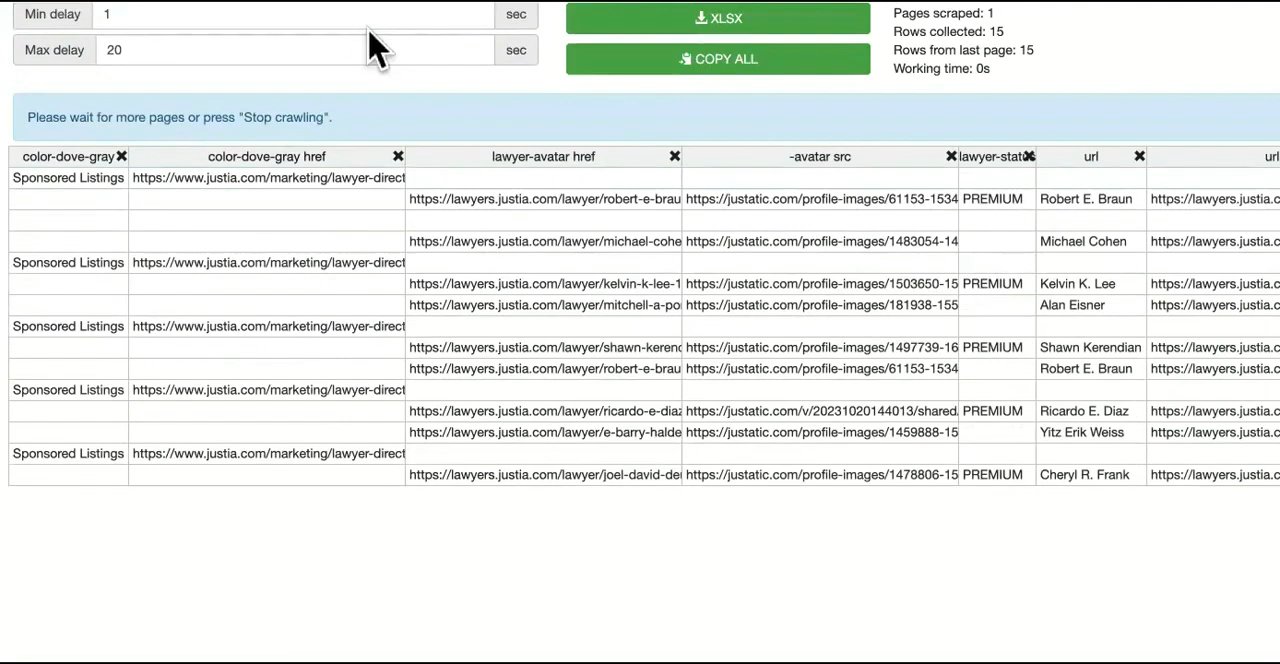 Min delay 1 sec
Max delay 20 sec
XLSX
COPY ALL
Pages scraped: 1
Rows collected: 15
Rows from last page: 15
Working time: 0s
Please wait for more pages or press "Stop crawling".
color-dove-gray color-dove-gray href lawyer-avatar href -avatar src lawyer-status url url
Sponsored Listings https://www.justia.com/marketing/lawyer-direct
https://lawyers.justia.com/lawyer/robert-e-brau https://justatic.com/profile-images/61153-1534 PREMIUM Robert E. Braun https://lawyers.justia.c
https://lawyers.justia.com/lawyer/michael-cohe https://justatic.com/profile-images/1483054-14 Michael Cohen https://lawyers.justia.c
Sponsored Listings https://www.justia.com/marketing/lawyer-direct
https://lawyers.justia.com/lawyer/kelvin-k-lee-1 https://justatic.com/profile-images/1503650-15 PREMIUM Kelvin K. Lee https://lawyers.justia.c
https://lawyers.justia.com/lawyer/mitchell-a-po https://justatic.com/profile-images/181938-155 Alan Eisner https://lawyers.justia.c
Sponsored Listings https://www.justia.com/marketing/lawyer-direct
https://lawyers.justia.com/lawyer/shawn-keren https://justatic.com/profile-images/1497739-16 PREMIUM Shawn Kerendian https://lawyers.justia.c
https://lawyers.justia.com/lawyer/robert-e-brau https://justatic.com/profile-images/61153-1534 Robert E. Braun https://lawyers.justia.c
Sponsored Listings https://www.justia.com/marketing/lawyer-direct
https://lawyers.justia.com/lawyer/ricardo-e-diaz https://justatic.com/v/20231020144013/shared PREMIUM Ricardo E. Diaz https://lawyers.justia.c
https://lawyers.justia.com/lawyer/e-barry-halde https://justatic.com/profile-images/1459888-15 Yitz Erik Weiss https://lawyers.justia.c
Sponsored Listings https://www.justia.com/marketing/lawyer-direct
https://lawyers.justia.com/lawyer/joel-david-de https://justatic.com/profile-images/1478806-15 PREMIUM Cheryl R. Frank https://lawyers.justia.c